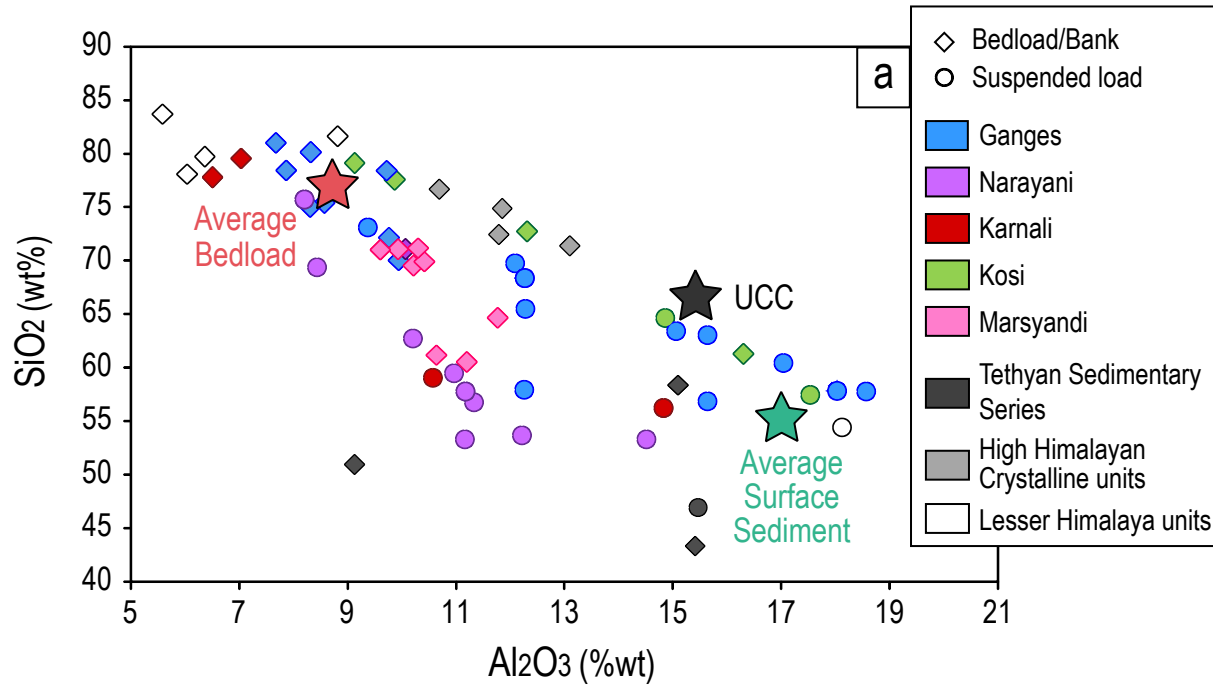 90
85
80
75
70
65
60
55
50
45
40
SiO2 (wt%)
5
7
9
11
13
15
17
19
21
Al2O3 (%wt)
a
Average
Bedload
UCC
Average
Surface
Sediment
Bedload/Bank
Suspended load
Ganges
Narayani
Karnali
Kosi
Marsyandi
Tethyan Sedimentary
Series
High Himalayan
Crystalline units
Lesser Himalaya units